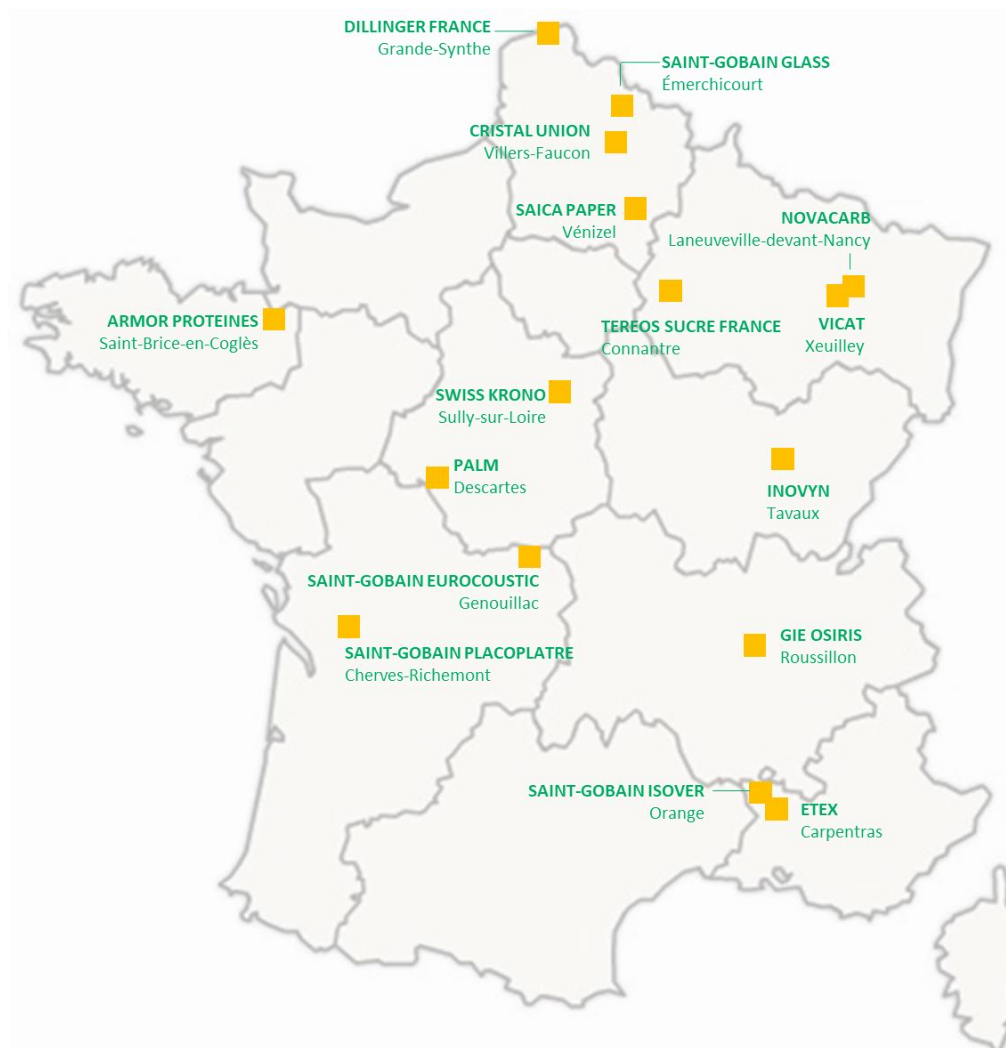 DILLINGER FRANCE
Grande-Synthe
SAINT-GOBAIN GLASS
Émerchicourt
CRISTAL UNION
Villers-Faucon
SAICA PAPER
Vénizel
NOVACARB
Laneuveville-devant-Nancy
ARMOR PROTEINES
Saint-Brice-en-Coglès
TEREOS SUCRE FRANCE
Connantre
VICAT
Xeuilley
SWISS KRONO
Sully-sur-Loire
PALM
Descartes
INOVYN
Tavaux
SAINT-GOBAIN EUROCOUSTIC
Genouillac
SAINT-GOBAIN PLACOPLATRE
Cherves-Richemont
GIE OSIRIS
Roussillon
SAINT-GOBAIN ISOVER
Orange
ETEX
Carpentras